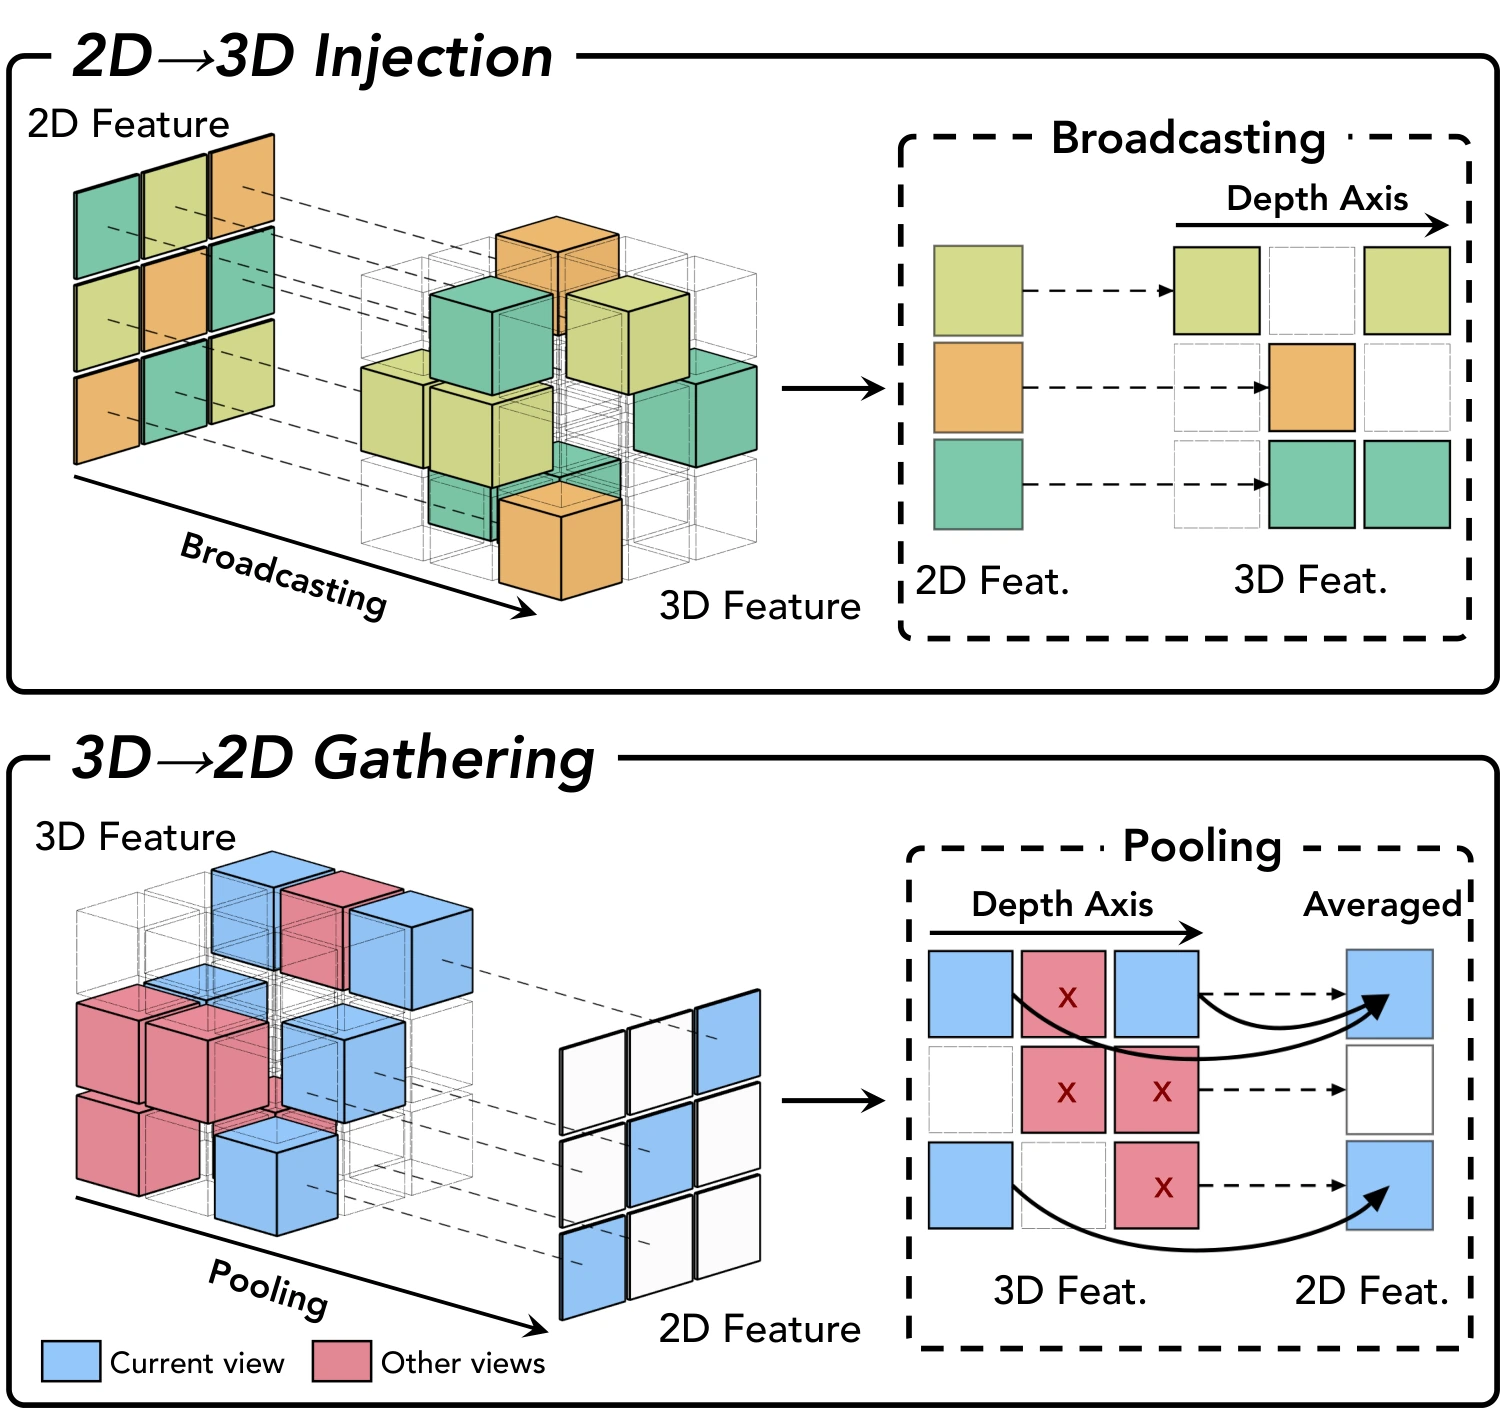 2D→3D Injection
2D Feature
Broadcasting
3D Feature
Broadcasting
Depth Axis
2D Feat.
3D Feat.
3D→2D Gathering
3D Feature
Pooling
2D Feature
Current view
Other views
Pooling
Depth Axis
Averaged
x
x
x
x
3D Feat.
2D Feat.